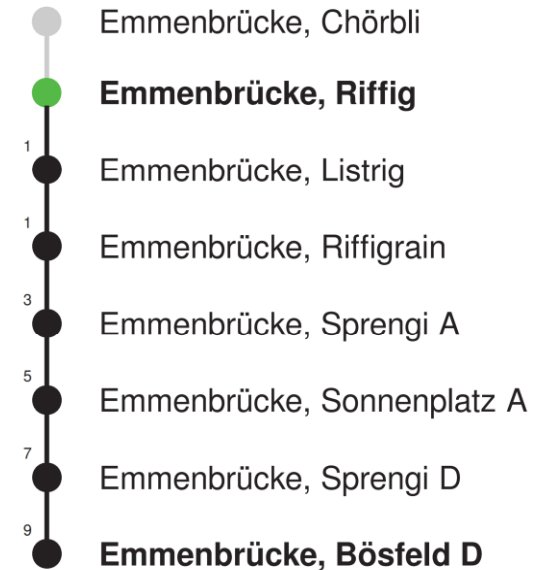 Emmenbrücke, Chörbli
Emmenbrücke, Riffig
1 Emmenbrücke, Listrig
1 Emmenbrücke, Riffigrain
3 Emmenbrücke, Sprengi A
5 Emmenbrücke, Sonnenplatz A
7 Emmenbrücke, Sprengi D
9 Emmenbrücke, Bösfeld D